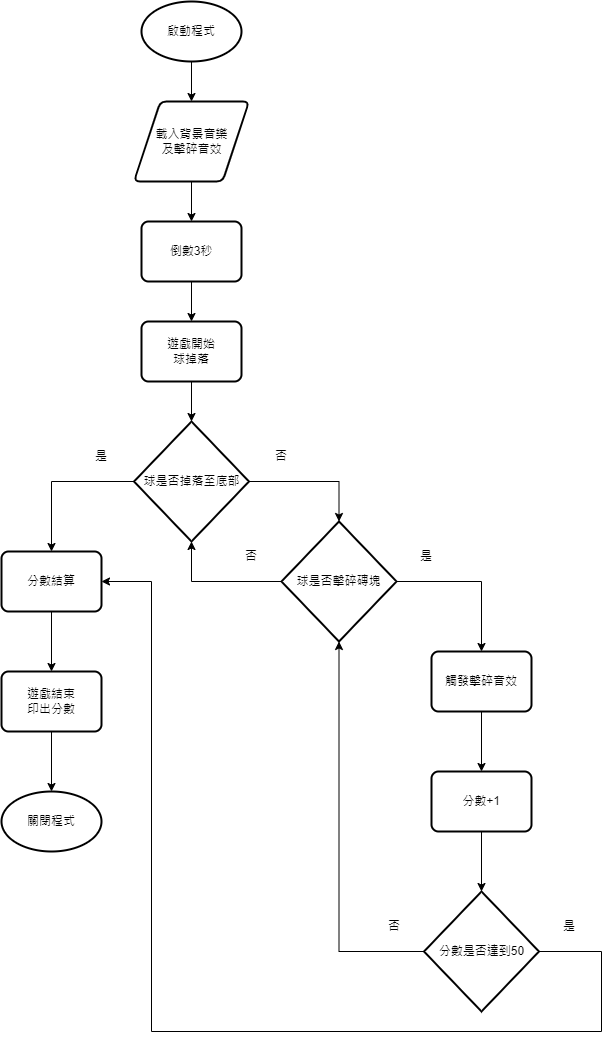 啟動程式
載入背景音樂
及擊碎音效
倒數3秒
遊戲開始
球掉落
是
否
球是否掉落至底部
否
是
分數結算
球是否擊碎磚塊
遊戲結束
印出分數
觸發擊碎音效
關閉程式
分數+1
否
是
分數是否達到50